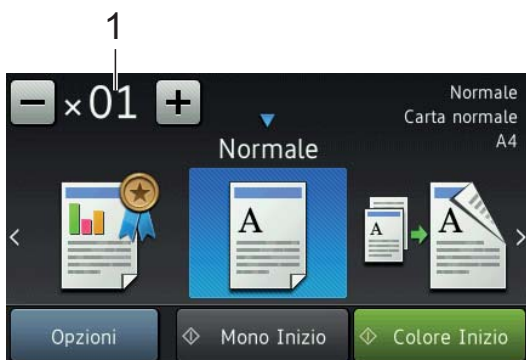 1
− ×01 +
Normale
Carta normale
A4
Normale
A
A
A
< >
Opzioni
Mono Inizio
Colore Inizio